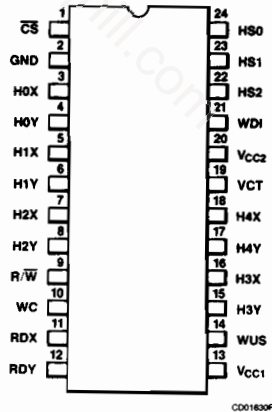 1 24
C̅S̅ HS0
2 23
GND HS1
3 22
H0X HS2
4 21
H0Y WDI
5 20
H1X VCC2
6 19
H1Y VCT
7 18
H2X H4X
8 17
H2Y H4Y
9 16
R/W̅ H3X
10 15
WC H3Y
11 14
RDX WUS
12 13
RDY VCC1